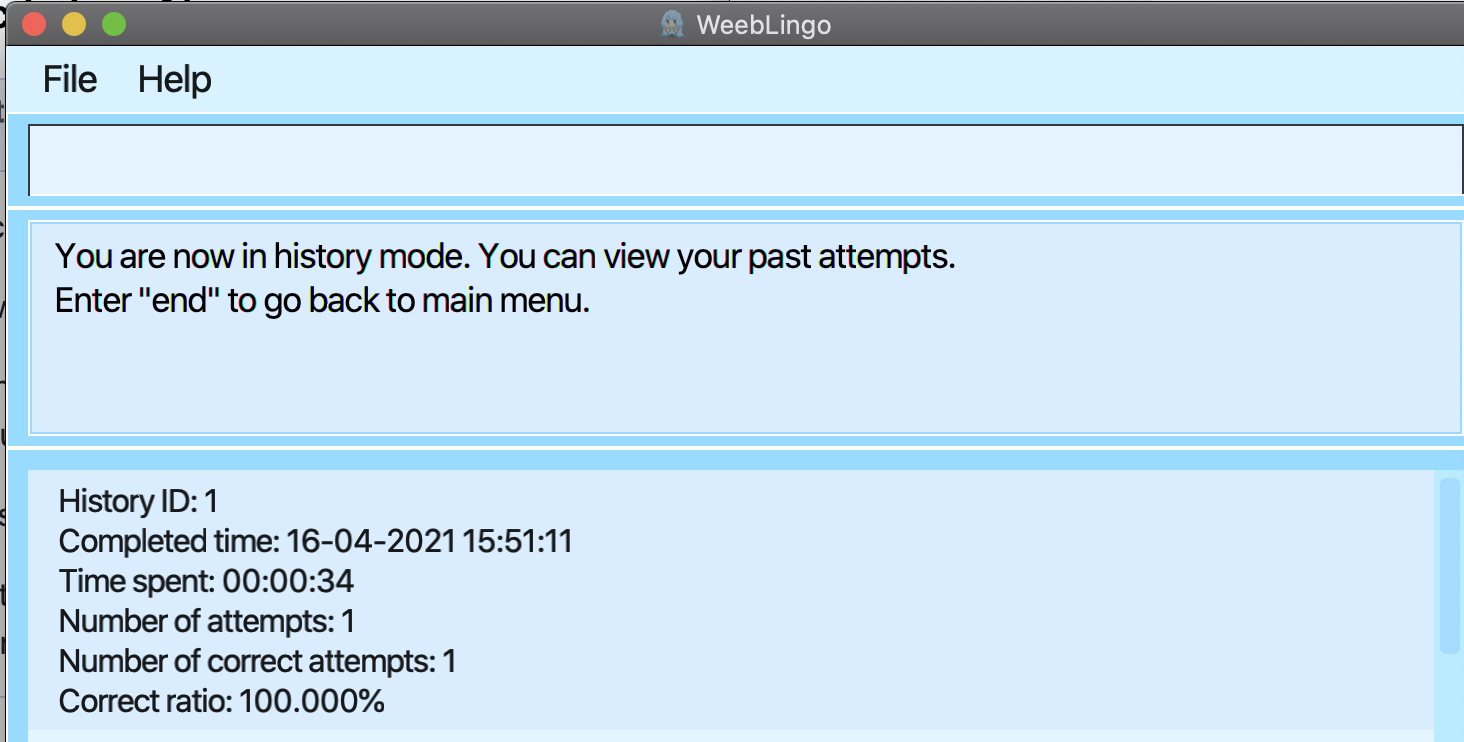 WeebLingo
File Help
You are now in history mode. You can view your past attempts.
Enter "end" to go back to main menu.
History ID: 1
Completed time: 16-04-2021 15:51:11
Time spent: 00:00:34
Number of attempts: 1
Number of correct attempts: 1
Correct ratio: 100.000%